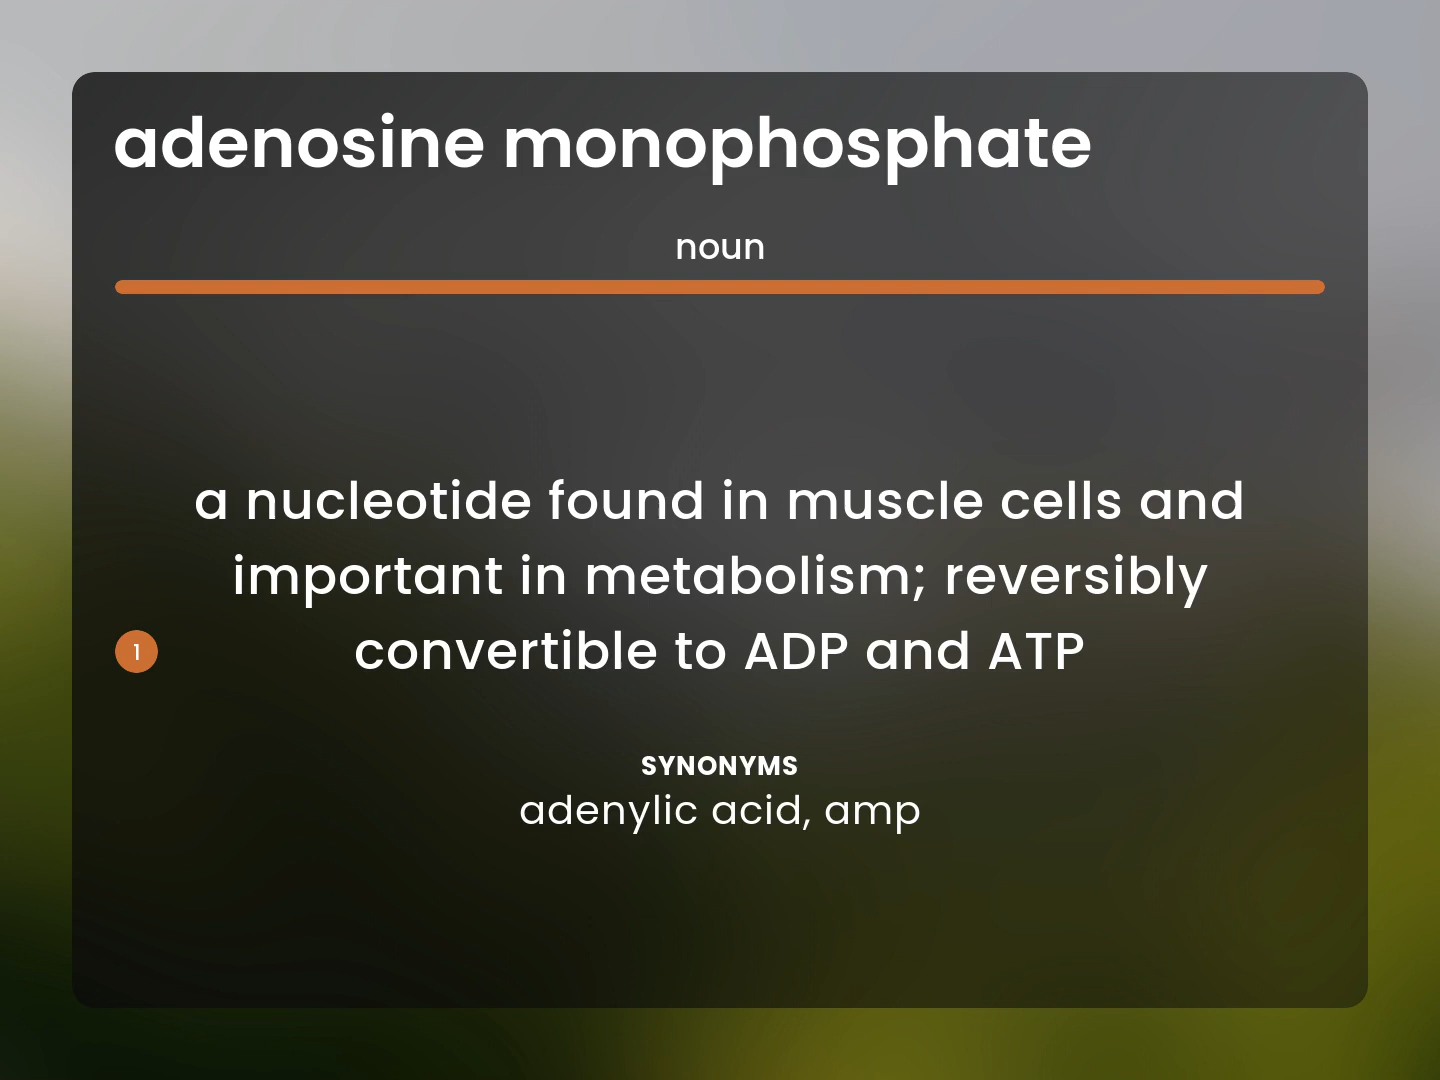 adenosine monophosphate
noun
a nucleotide found in muscle cells and
important in metabolism; reversibly
1 convertible to ADP and ATP
SYNONYMS
adenylic acid, amp